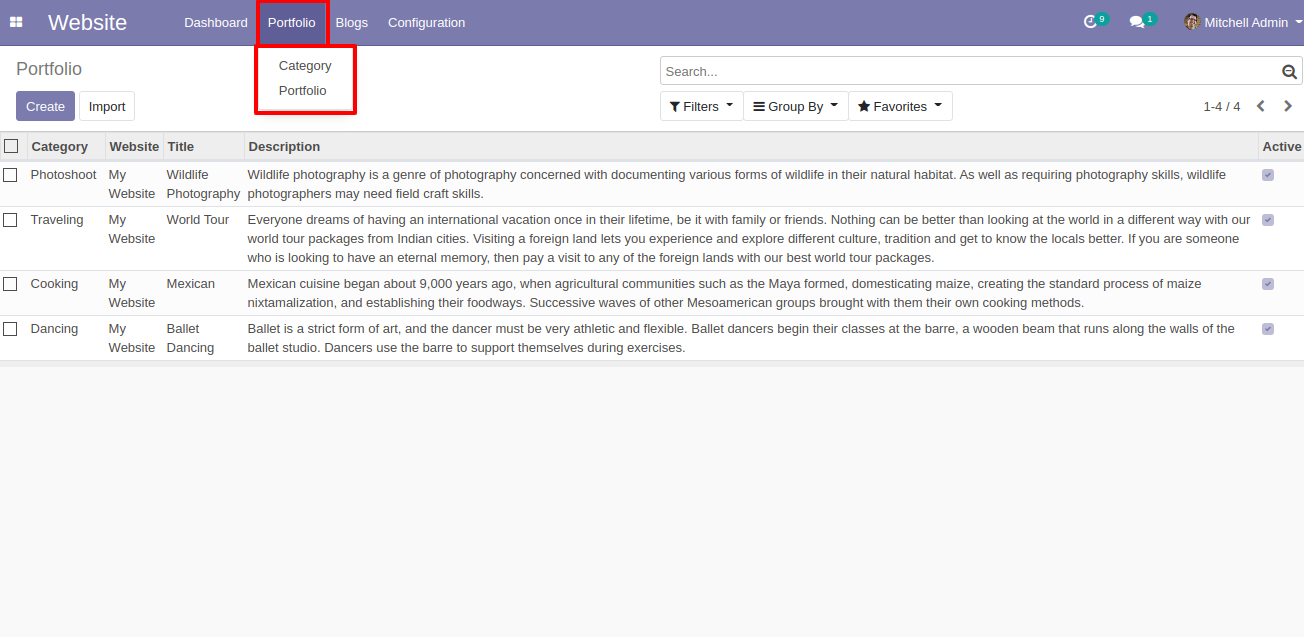 Website
Dashboard Portfolio Blogs Configuration 9 1 Mitchell Admin
Category
Portfolio
Portfolio
Search...
Create Import Filters Group By Favorites 1-4 / 4
Category Website Title Description Active
Photoshoot My Wildlife Wildlife photography is a genre of photography concerned with documenting various forms of wildlife in their natural habitat. As well as requiring photography skills, wildlife
Website Photography photographers may need field craft skills.
Traveling My World Tour Everyone dreams of having an international vacation once in their lifetime, be it with family or friends. Nothing can be better than looking at the world in a different way with our
Website world tour packages from Indian cities. Visiting a foreign land lets you experience and explore different culture, tradition and get to know the locals better. If you are someone
who is looking to have an eternal memory, then pay a visit to any of the foreign lands with our best world tour packages.
Cooking My Mexican Mexican cuisine began about 9,000 years ago, when agricultural communities such as the Maya formed, domesticating maize, creating the standard process of maize
Website nixtamalization, and establishing their foodways. Successive waves of other Mesoamerican groups brought with them their own cooking methods.
Dancing My Ballet Ballet is a strict form of art, and the dancer must be very athletic and flexible. Ballet dancers begin their classes at the barre, a wooden beam that runs along the walls of the
Website Dancing ballet studio. Dancers use the barre to support themselves during exercises.